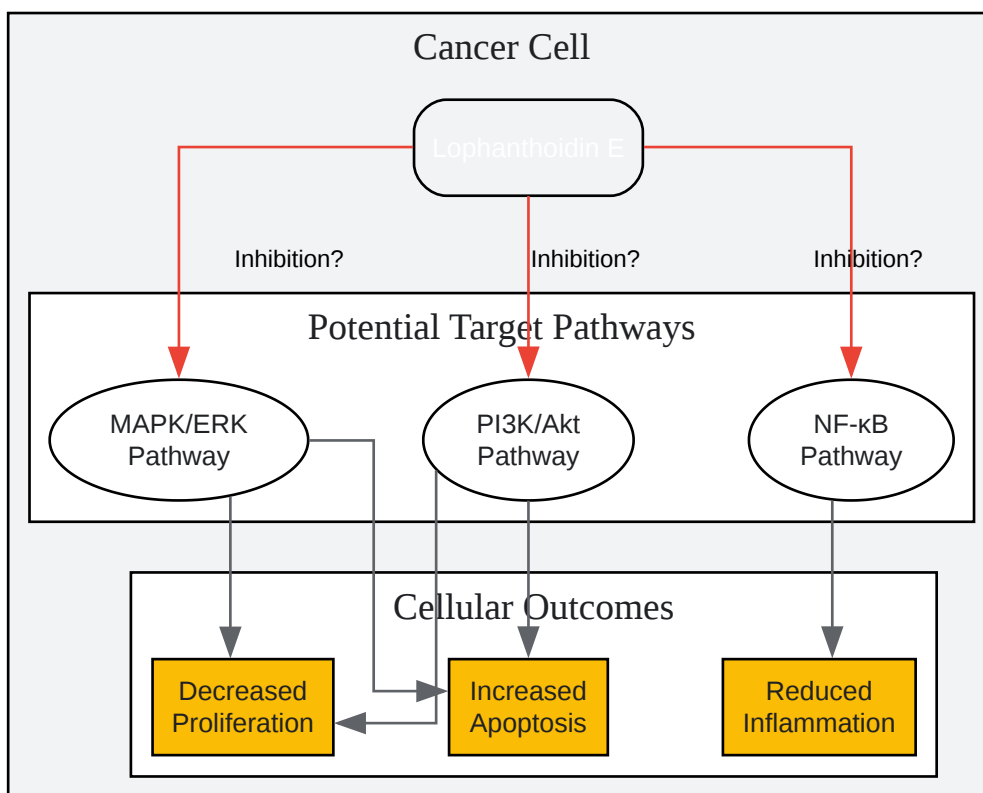 Cancer Cell
Lophanthoidin E
Inhibition?
Inhibition?
Inhibition?
Potential Target Pathways
MAPK/ERK
Pathway
PI3K/Akt
Pathway
NF-κB
Pathway
Cellular Outcomes
Decreased
Proliferation
Increased
Apoptosis
Reduced
Inflammation